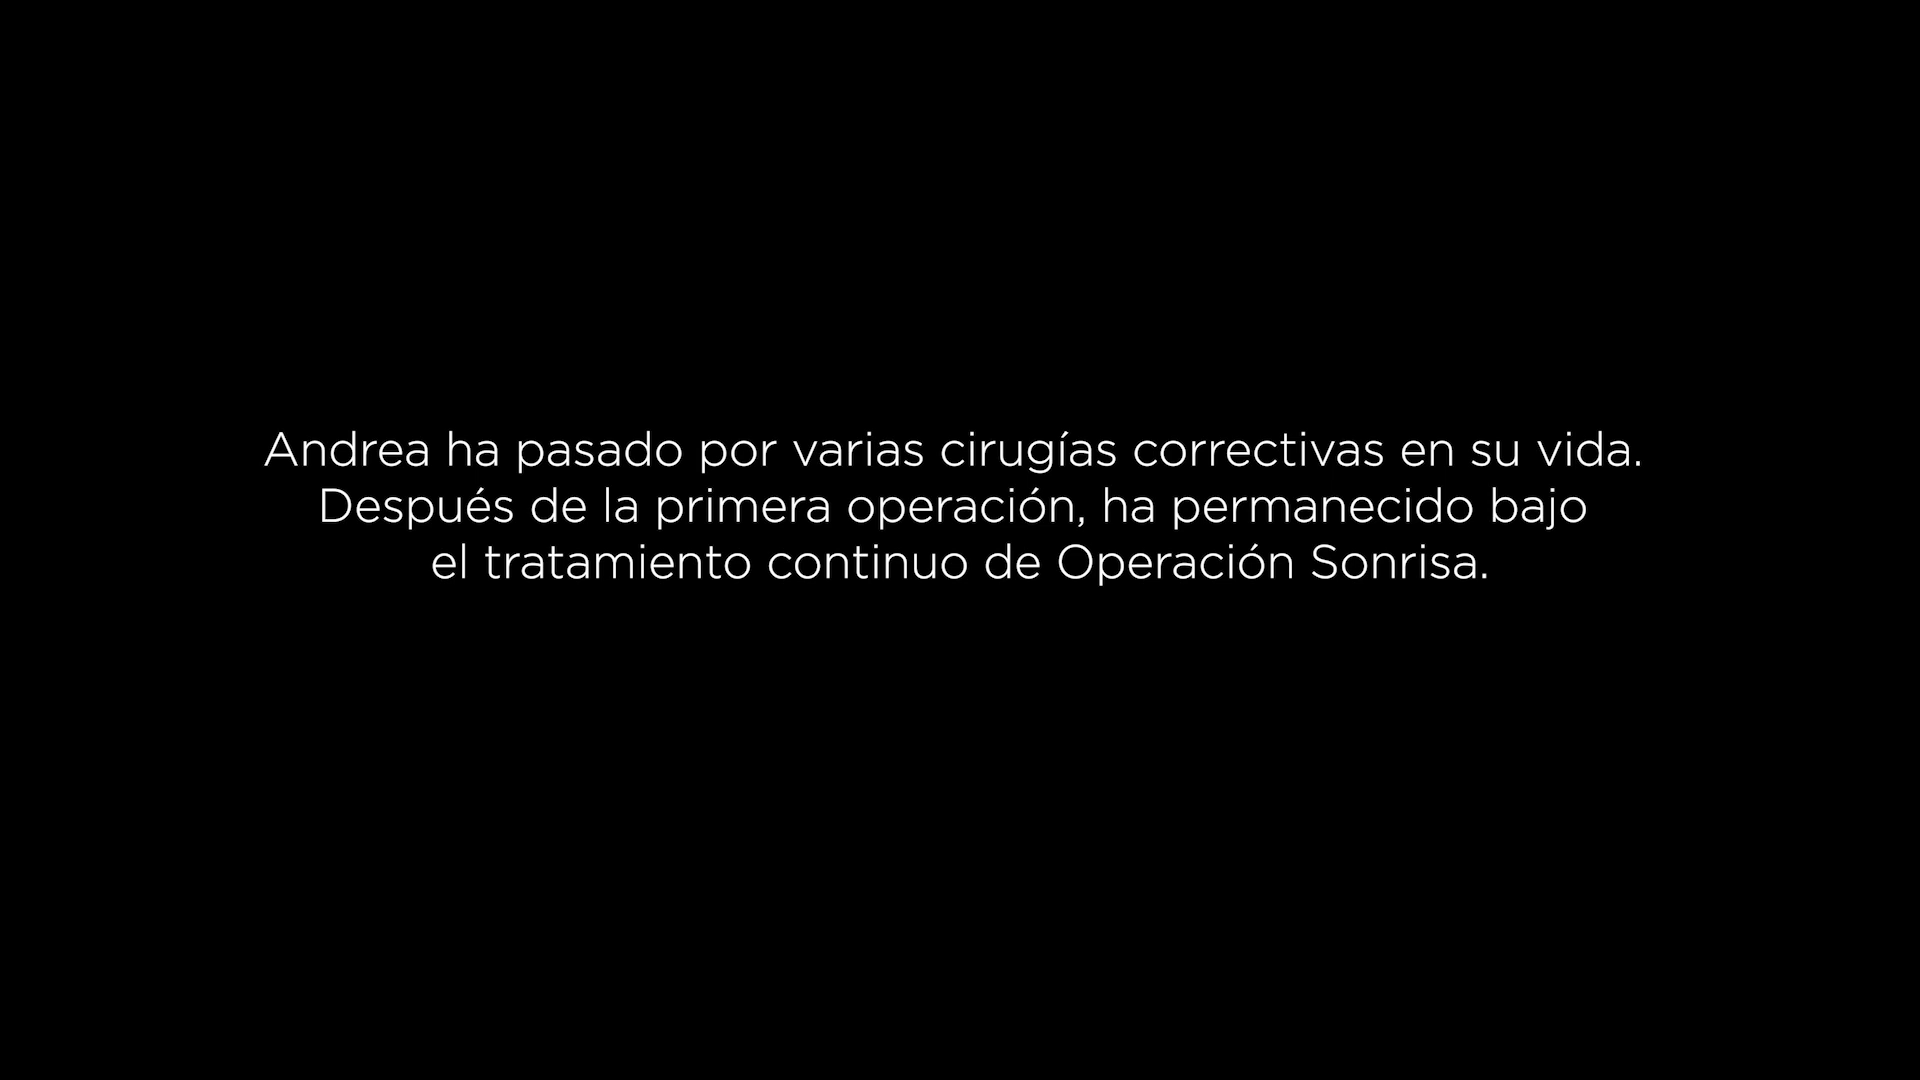 Andrea ha pasado por varias cirugías correctivas en su vida.
Después de la primera operación, ha permanecido bajo
el tratamiento continuo de Operación Sonrisa.